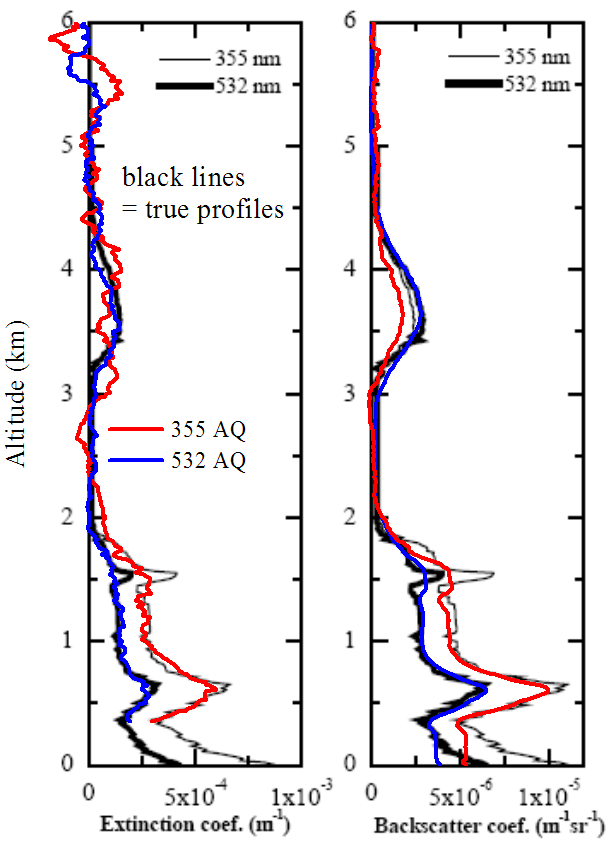 6
355 nm
532 nm
355 nm
532 nm
5
5
black lines
= true profiles
4
4
Altitude (km)
3
3
355 AQ
532 AQ
2
2
1
1
0
0
0 5x10-4 1x10-3
0 5x10-6 1x10-5
Extinction coef. (m-1)
Backscatter coef. (m-1sr-1)